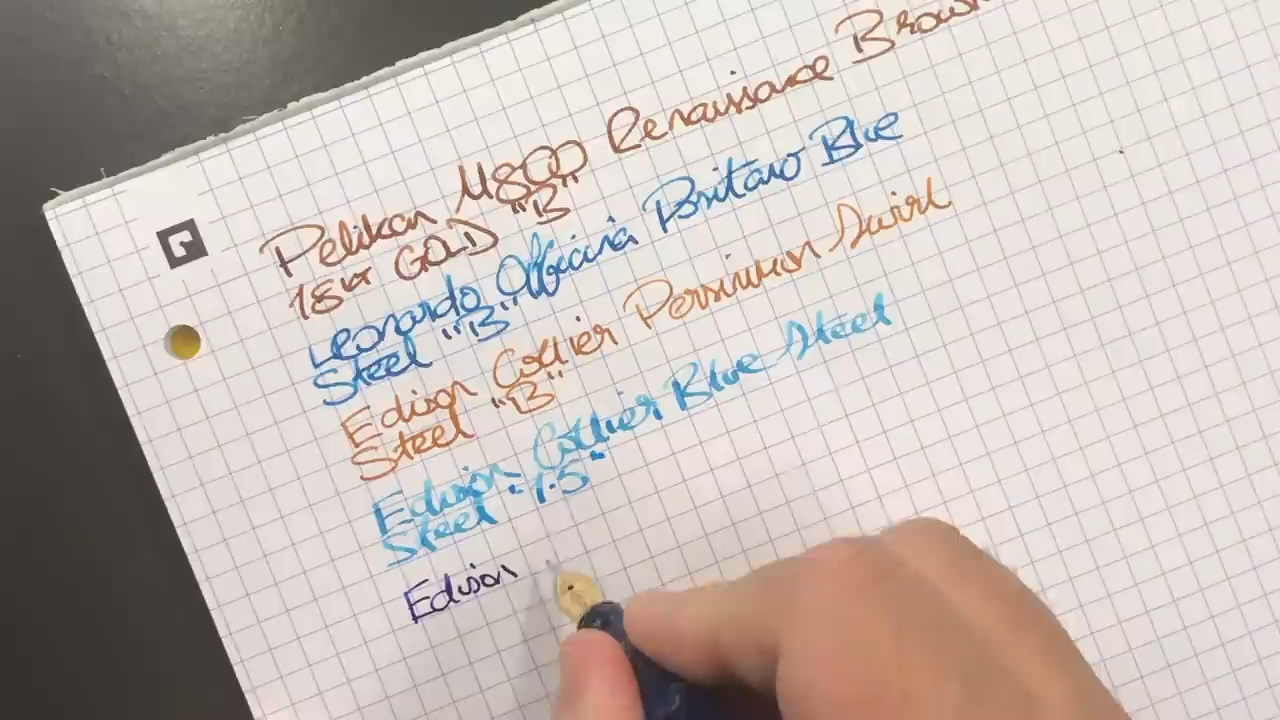 Pelikan M800 Renaissance Brown
18kt GOLD "B"
Leonardo Officina Positano Blue
Steel "B"
Edison Collier Persimmon Swirl
Steel "B"
Edison Collier Blue Steel
Steel "1.5"
Edison